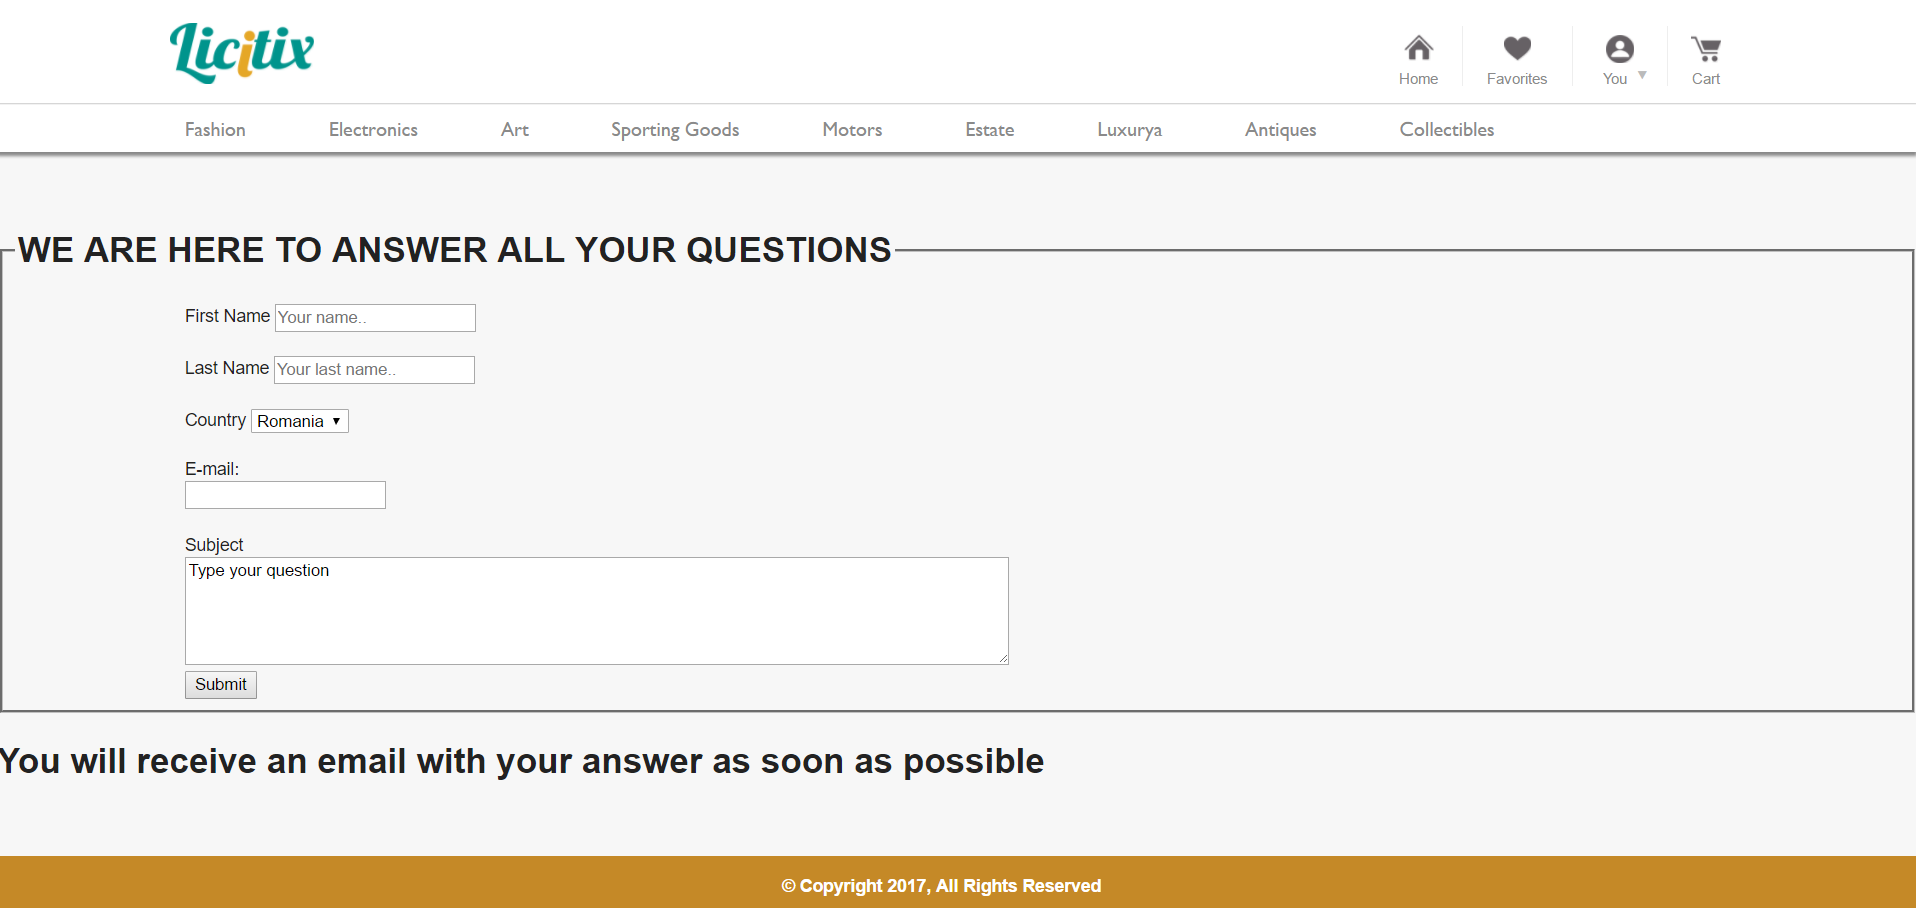 Licitix
Home Favorites You ▼ Cart
Fashion Electronics Art Sporting Goods Motors Estate Luxurya Antiques Collectibles
WE ARE HERE TO ANSWER ALL YOUR QUESTIONS
First Name Your name..
Last Name Your last name..
Country Romania ▼
E-mail:
Subject
Type your question
Submit
You will receive an email with your answer as soon as possible
© Copyright 2017, All Rights Reserved